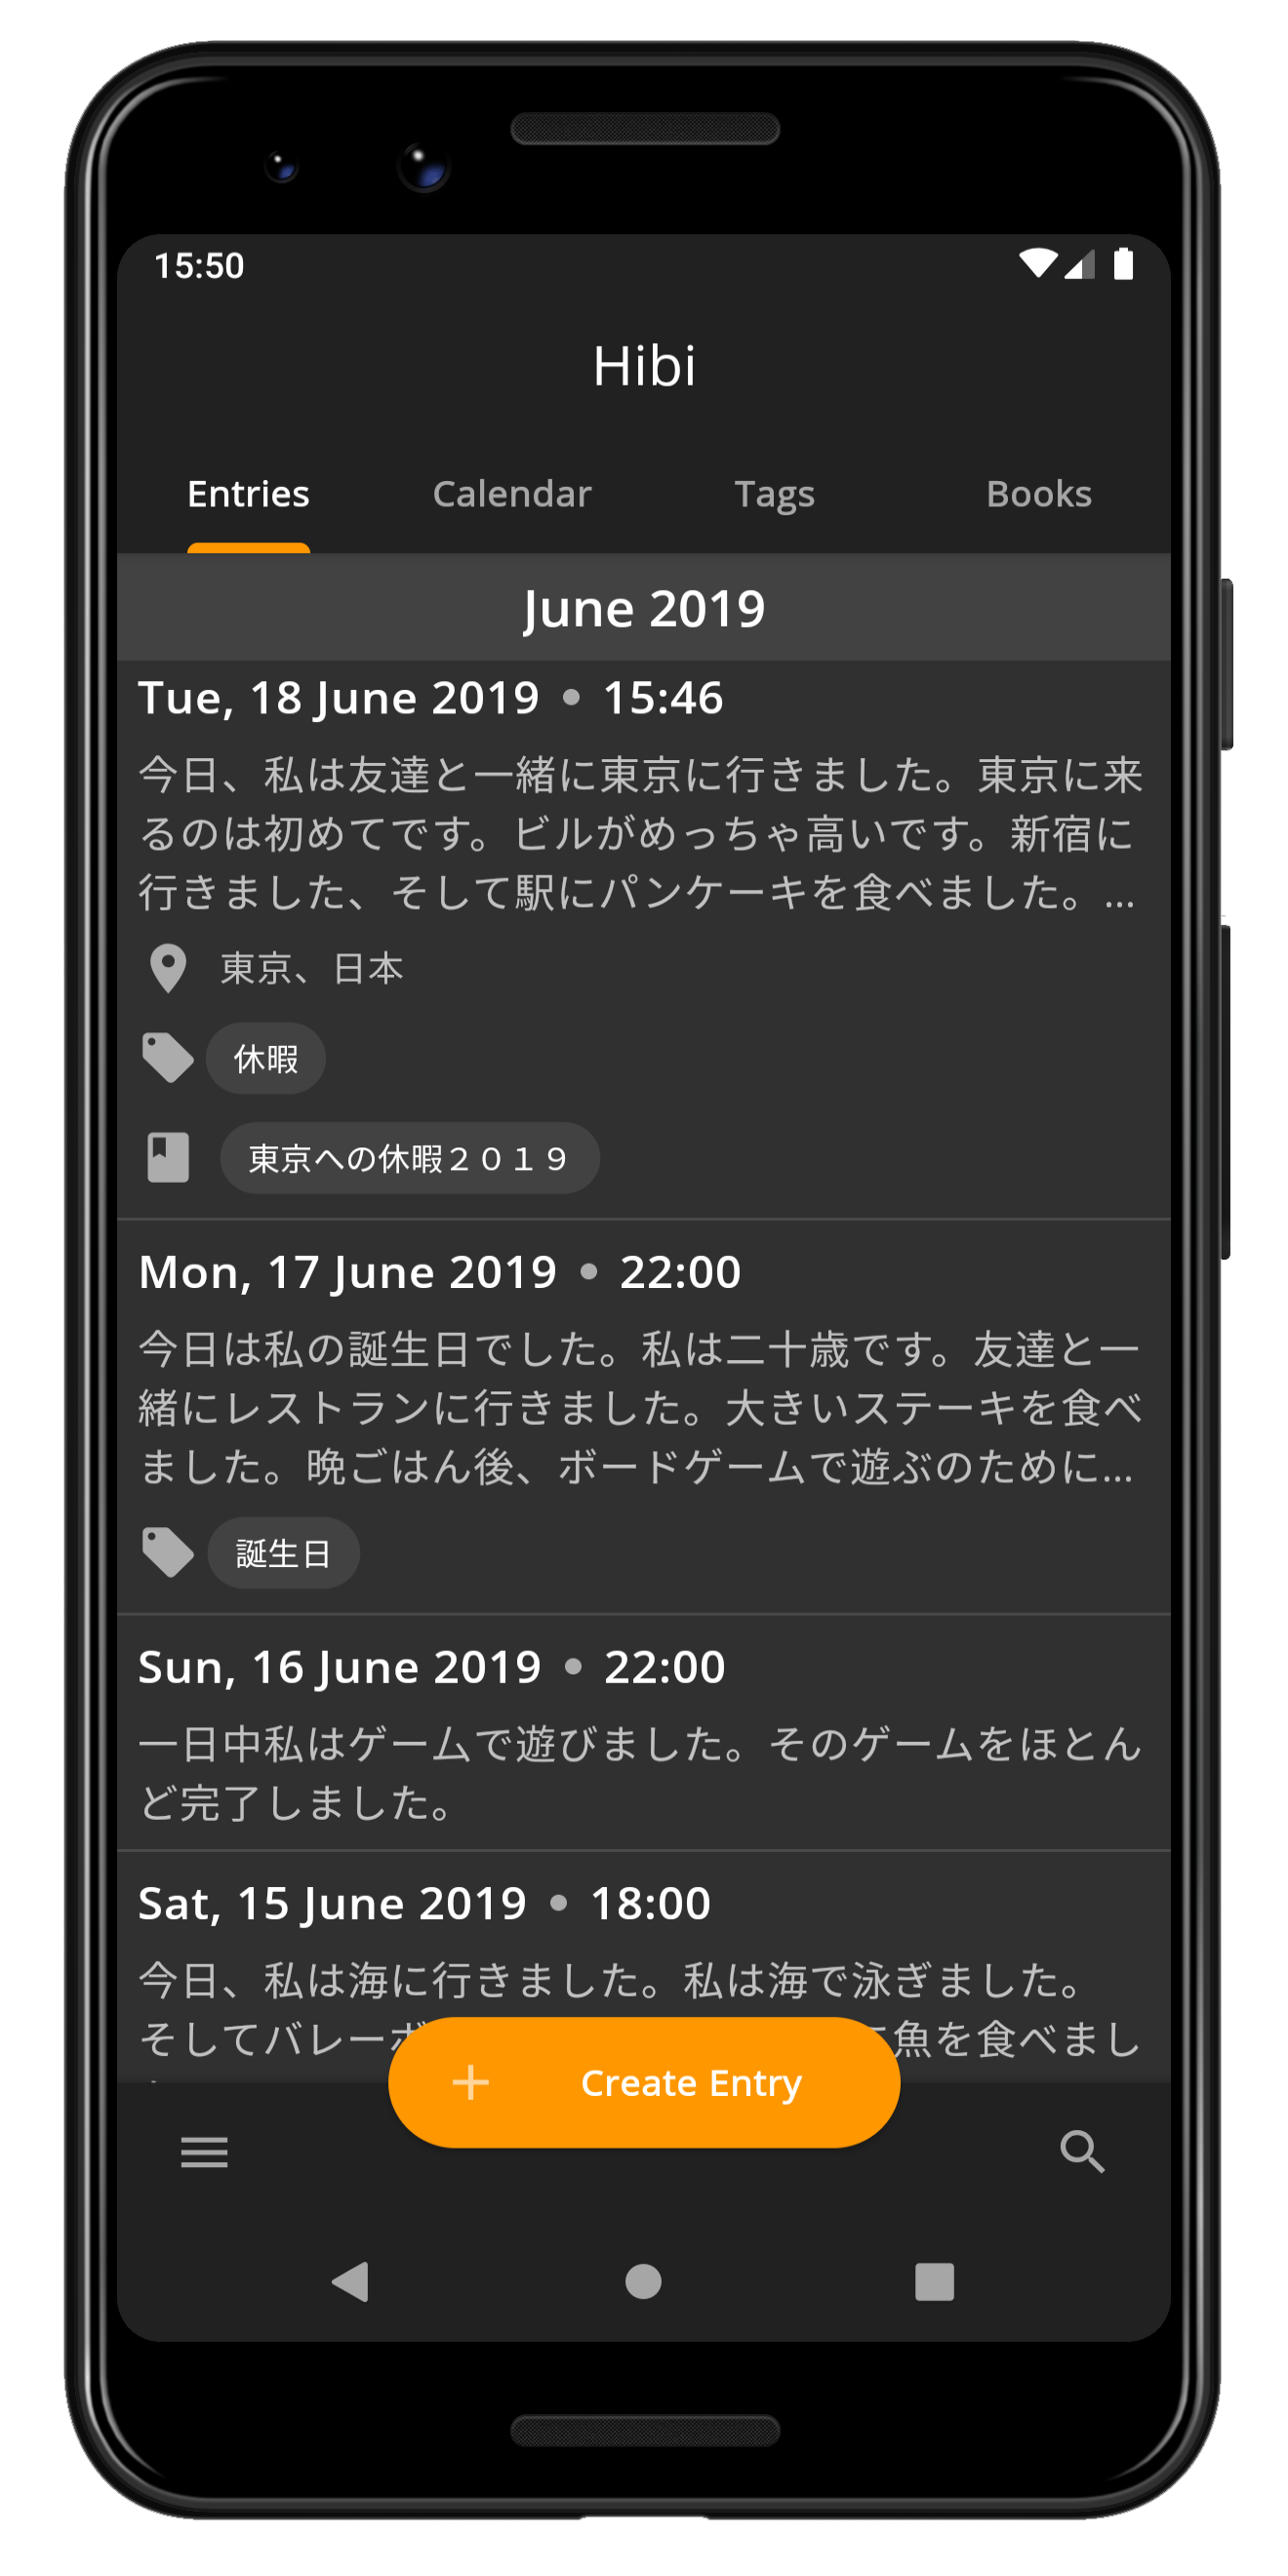 15:50
Hibi
Entries Calendar Tags Books
June 2019
Tue, 18 June 2019 • 15:46
今日、私は友達と一緒に東京に行きました。東京に来
るのは初めてです。ビルがめっちゃ高いです。新宿に
行きました、そして駅にパンケーキを食べました。...
東京、日本
休暇
東京への休暇２０１９
Mon, 17 June 2019 • 22:00
今日は私の誕生日でした。私は二十歳です。友達と一
緒にレストランに行きました。大きいステーキを食べ
ました。晩ごはん後、ボードゲームで遊ぶのために...
誕生日
Sun, 16 June 2019 • 22:00
一日中私はゲームで遊びました。そのゲームをほとん
ど完了しました。
Sat, 15 June 2019 • 18:00
今日、私は海に行きました。私は海で泳ぎました。
そしてバレー 魚を食べまし
Create Entry